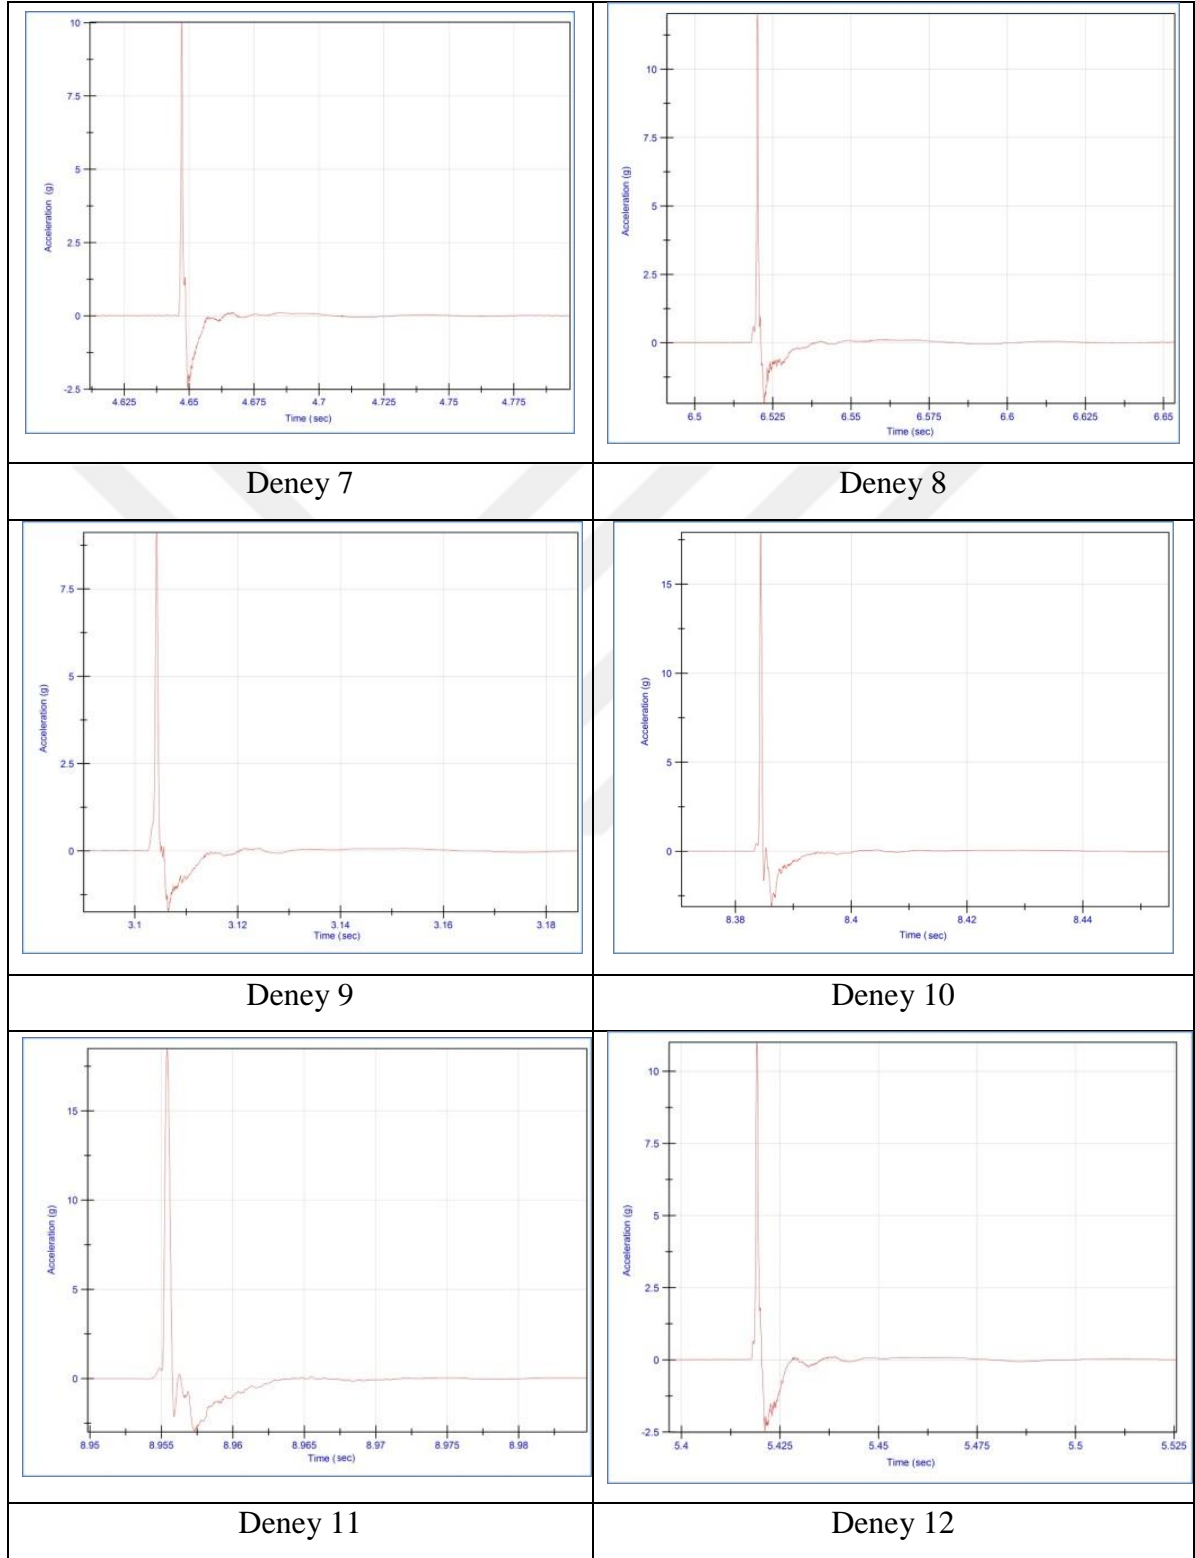 10
7.5
5
2.5
0
-2.5
Acceleration (g)
4.625 4.65 4.675 4.7 4.725 4.75 4.775
Time (sec)
10
7.5
5
2.5
0
Acceleration (g)
6.5 6.525 6.55 6.575 6.6 6.625 6.65
Time (sec)
Deney 7
Deney 8
7.5
5
2.5
0
Acceleration (g)
3.1 3.12 3.14 3.16 3.18
Time (sec)
15
10
5
0
Acceleration (g)
8.38 8.4 8.42 8.44
Time (sec)
Deney 9
Deney 10
15
10
5
0
Acceleration (g)
8.95 8.955 8.96 8.965 8.97 8.975 8.98
Time (sec)
10
7.5
5
2.5
0
-2.5
Acceleration (g)
5.4 5.425 5.45 5.475 5.5 5.525
Time (sec)
Deney 11
Deney 12